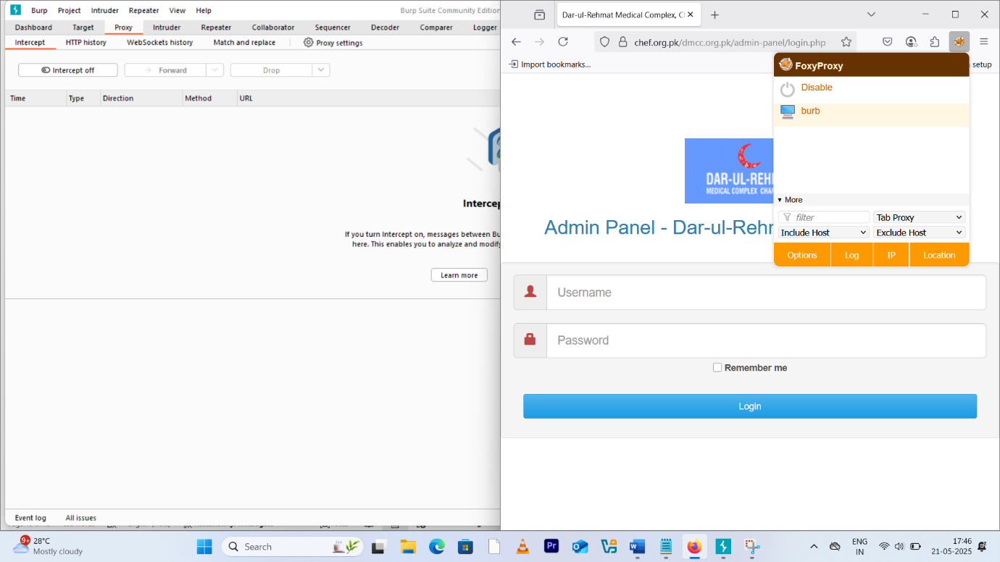 Burp Project Intruder Repeater View Help Burp Suite Community Edition
Dashboard Target Proxy Intruder Repeater Collaborator Sequencer Decoder Comparer Logger
Intercept HTTP history WebSockets history Match and replace Proxy settings
Intercept off Forward Drop
Time Type Direction Method URL
Intercep
If you turn Intercept on, messages between Bu
here. This enables you to analyze and modify
Learn more
Event log All issues
Dar-ul-Rehmat Medical Complex, C
chef.org.pk/dmcc.org.pk/admin-panel/login.php
Import bookmarks... setup
FoxyProxy
Disable
burb
More
filter Tab Proxy
Include Host Exclude Host
Options Log IP Location
DAR-UL-REH
MEDICAL COMPLEX CHAR
Admin Panel - Dar-ul-Rehm
Username
Password
Remember me
Login
9+ 28°C
Mostly cloudy
Search
Pr
ENG
IN
17:46
21-05-2025